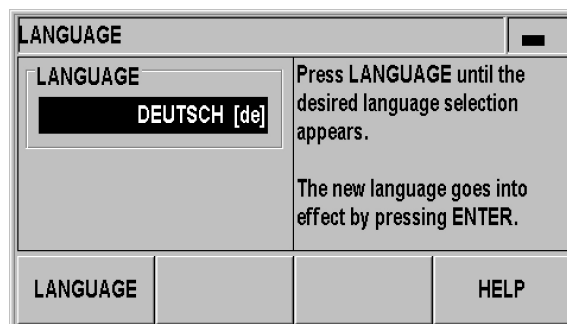 LANGUAGE
LANGUAGE
DEUTSCH [de]
Press LANGUAGE until the
desired language selection
appears.
The new language goes into
effect by pressing ENTER.
LANGUAGE
HELP